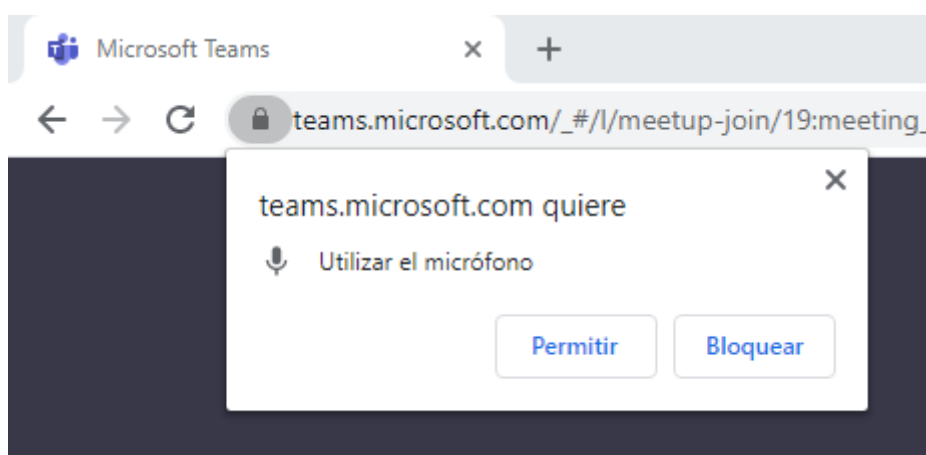 Microsoft Teams
teams.microsoft.com/_#/l/meetup-join/19:meeting_
teams.microsoft.com quiere
Utilizar el micrófono
Permitir
Bloquear